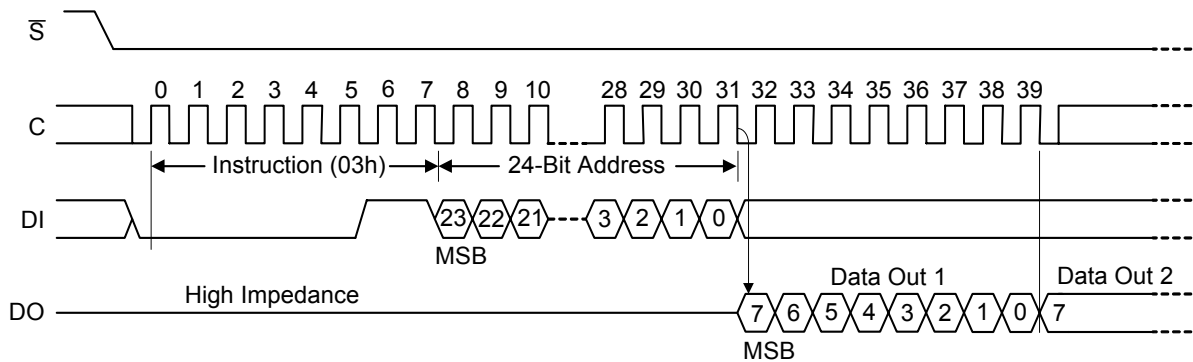 S̅
0 1 2 3 4 5 6 7 8 9 10 28 29 30 31 32 33 34 35 36 37 38 39
C
Instruction (03h) 24-Bit Address
DI 23 22 21 3 2 1 0
MSB
Data Out 1 Data Out 2
High Impedance
DO 7 6 5 4 3 2 1 0 7
MSB